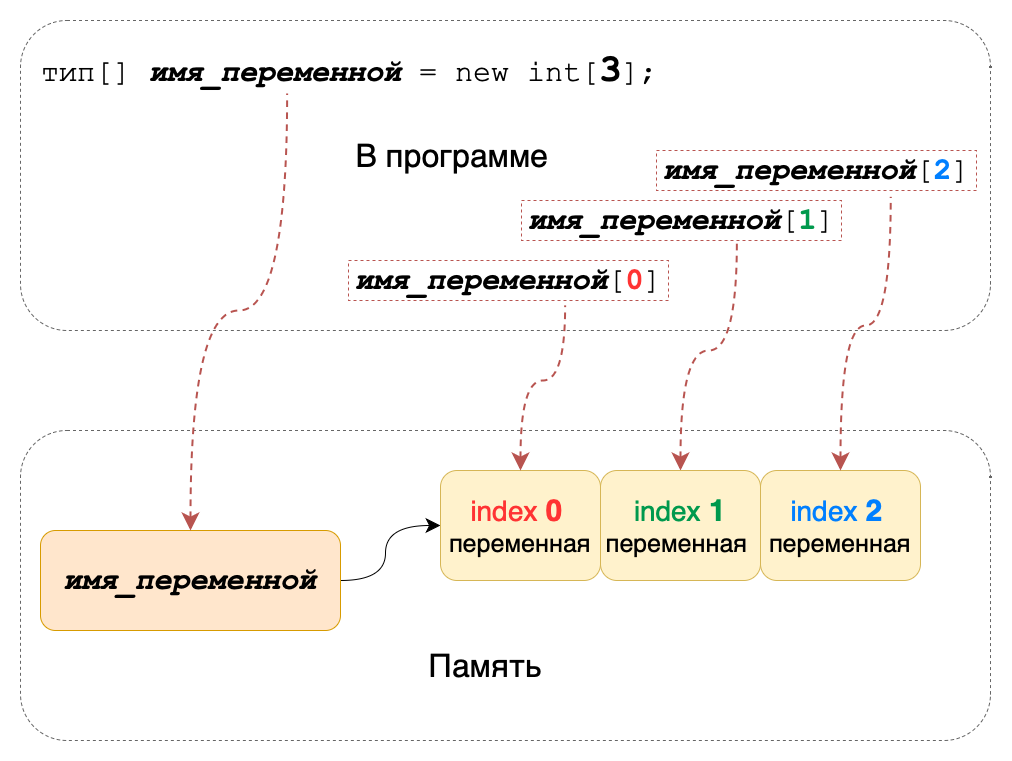 тип[] имя_переменной = new int[3];
В программе
имя_переменной[2]
имя_переменной[1]
имя_переменной[0]
index 0
переменная
index 1
переменная
index 2
переменная
имя_переменной
Память